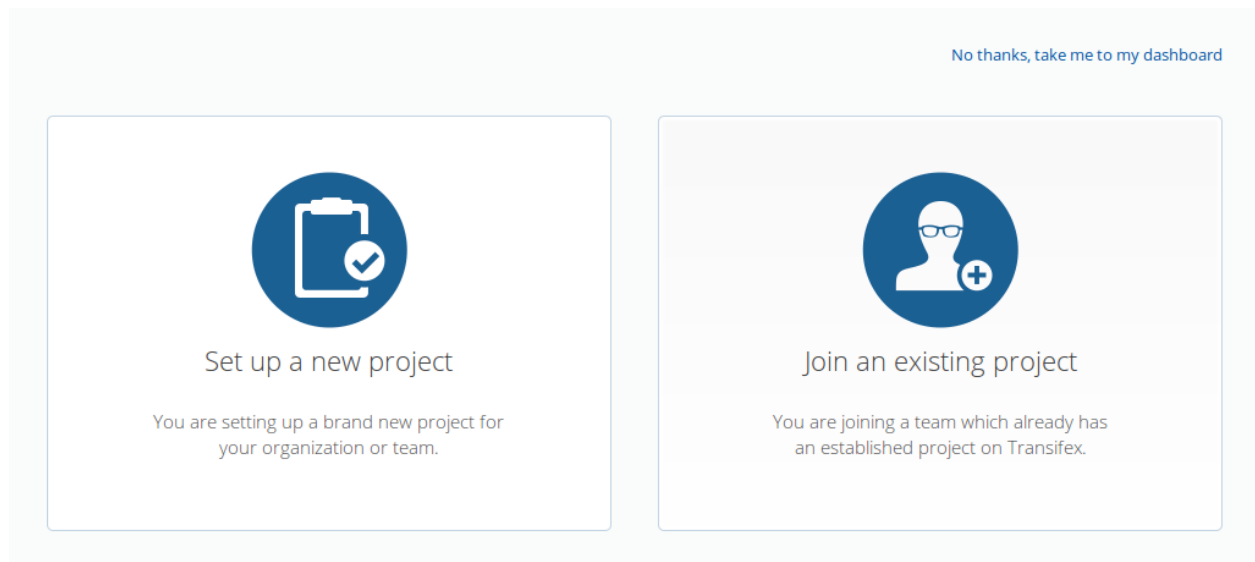 No thanks, take me to my dashboard
Set up a new project
You are setting up a brand new project for
your organization or team.
Join an existing project
You are joining a team which already has
an established project on Transifex.